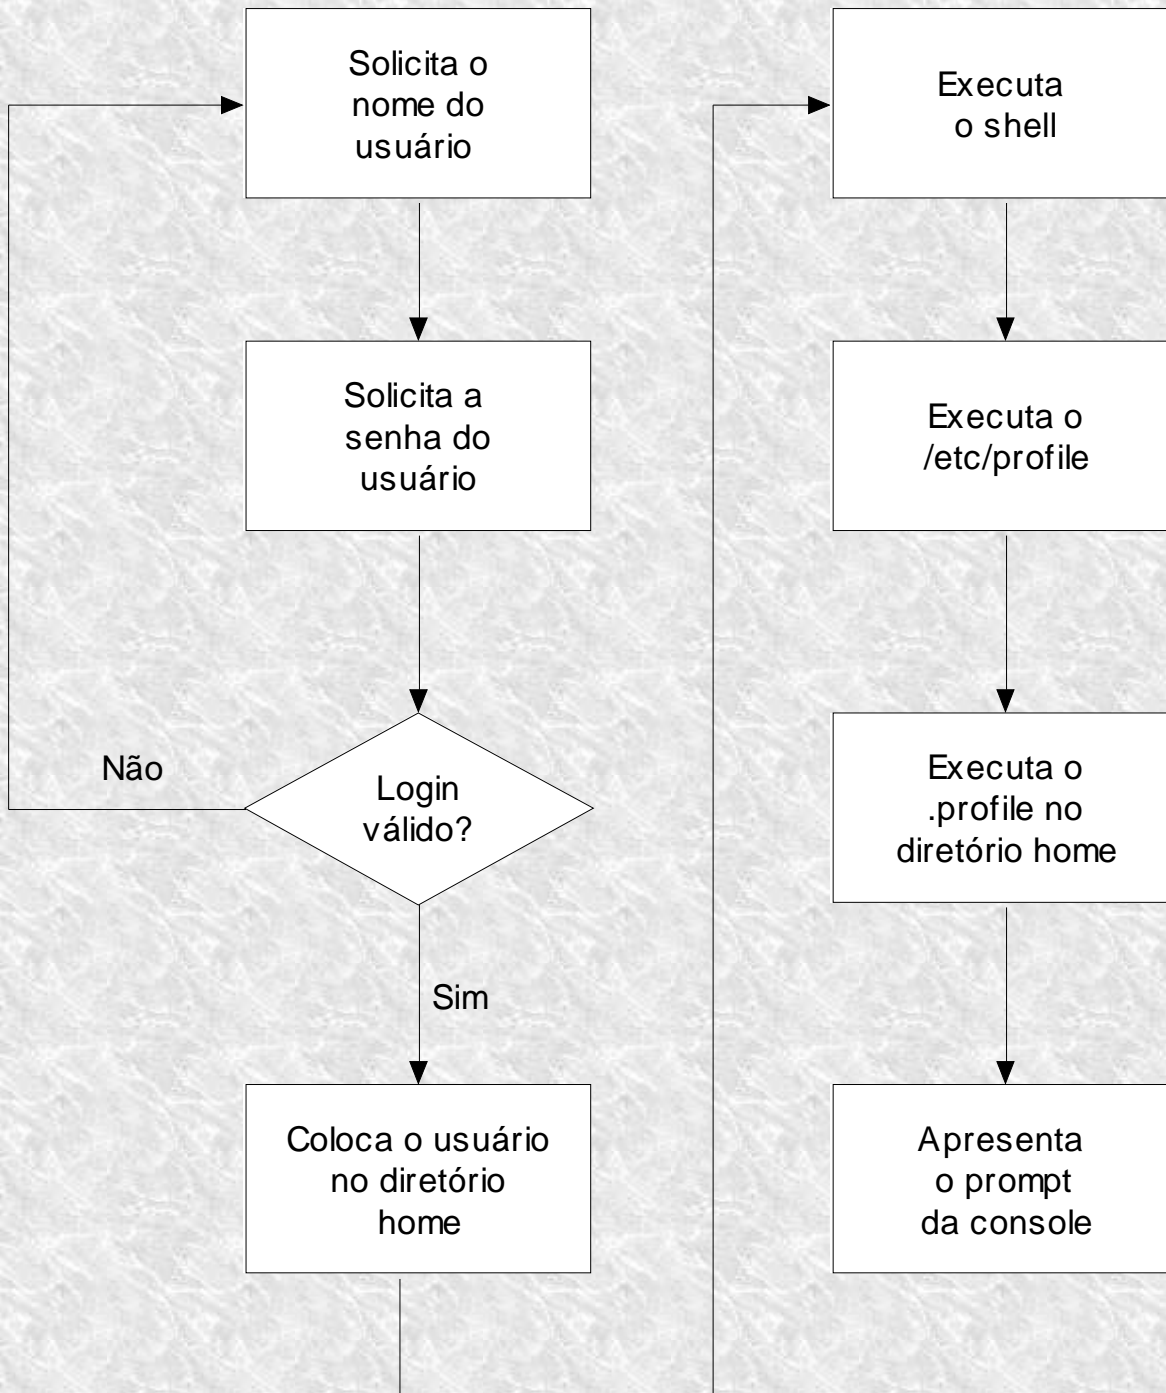 Solicita o
nome do
usuário
Solicita a
senha do
usuário
Não
Login
válido?
Sim
Coloca o usuário
no diretório
home
Executa
o shell
Executa o
/etc/profile
Executa o
.profile no
diretório home
Apresenta
o prompt
da console